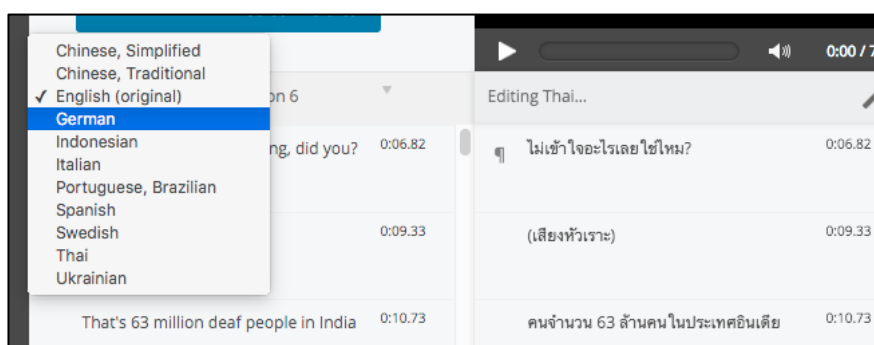 Chinese, Simplified
Chinese, Traditional
✓ English (original)
German
Indonesian
Italian
Portuguese, Brazilian
Spanish
Swedish
Thai
Ukrainian
on 6
ng, did you? 0:06.82
0:09.33
That's 63 million deaf people in India 0:10.73
0:00 / 7
Editing Thai...
¶ ไม่เข้าใจอะไรเลยใช่ไหม? 0:06.82
(เสียงหัวเราะ) 0:09.33
คนจำนวน 63 ล้านคนในประเทศอินเดีย 0:10.73